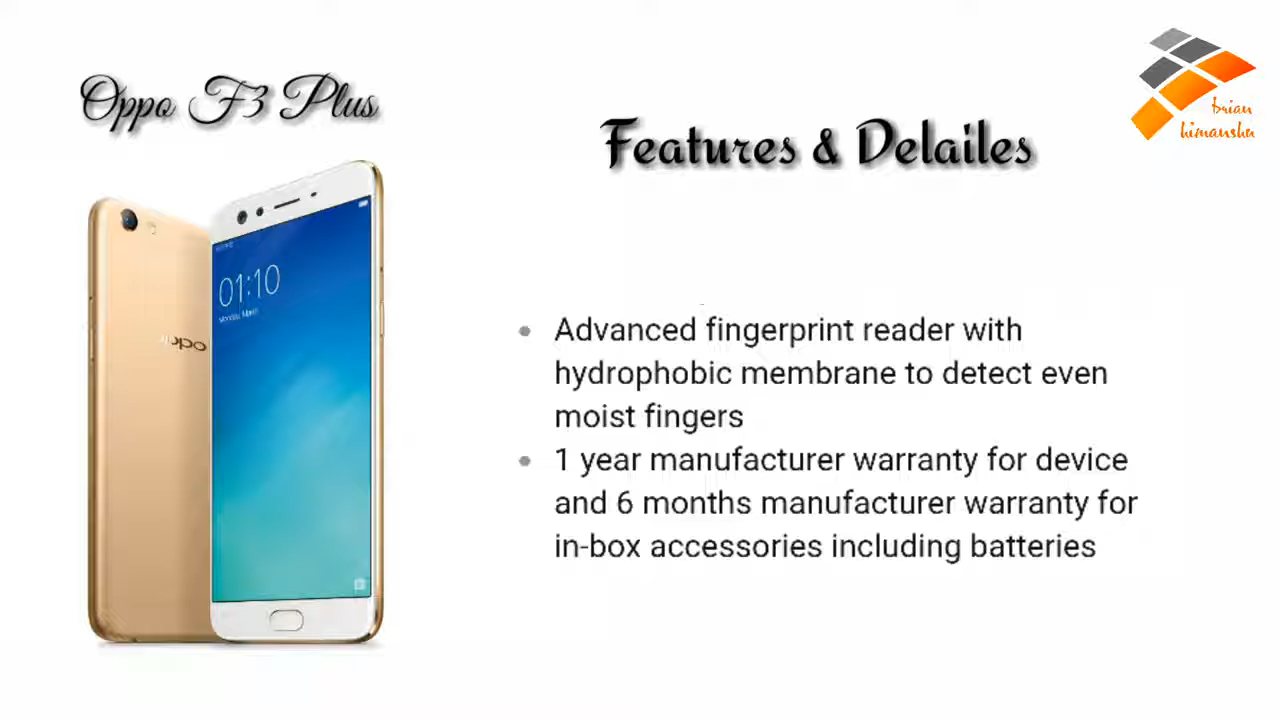 Oppo F3 Plus
Features & Delailes
brian
himanshu
01:10
Monday, March
oppo
Advanced fingerprint reader with
hydrophobic membrane to detect even
moist fingers
1 year manufacturer warranty for device
and 6 months manufacturer warranty for
in-box accessories including batteries